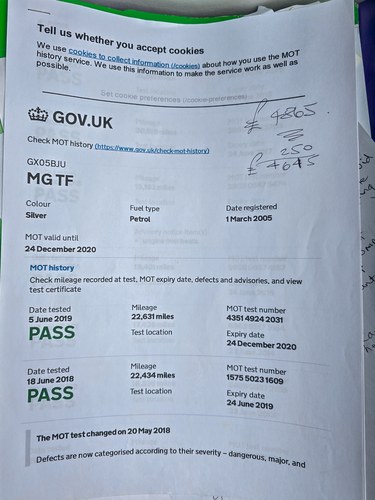 Tell us whether you accept cookies
We use cookies to collect information (/cookies) about how you use the MOT
history service. We use this information to make the service work as well as
possible.
Set cookie preferences (/cookie-preferences)
£ 4865
250
£ 4645
GOV.UK
Check MOT history (https://www.gov.uk/check-mot-history)
GX05BJU
MG TF
Colour Fuel type Date registered
Silver Petrol 1 March 2005
MOT valid until
24 December 2020
MOT history
Check mileage recorded at test, MOT expiry date, defects and advisories, and view
test certificate
Date tested Mileage MOT test number
5 June 2019 22,631 miles 4351 4924 2031
PASS Test location Expiry date
24 December 2020
Date tested Mileage MOT test number
18 June 2018 22,434 miles 1575 5023 1609
PASS Test location Expiry date
24 June 2019
The MOT test changed on 20 May 2018
Defects are now categorised according to their severity – dangerous, major, and